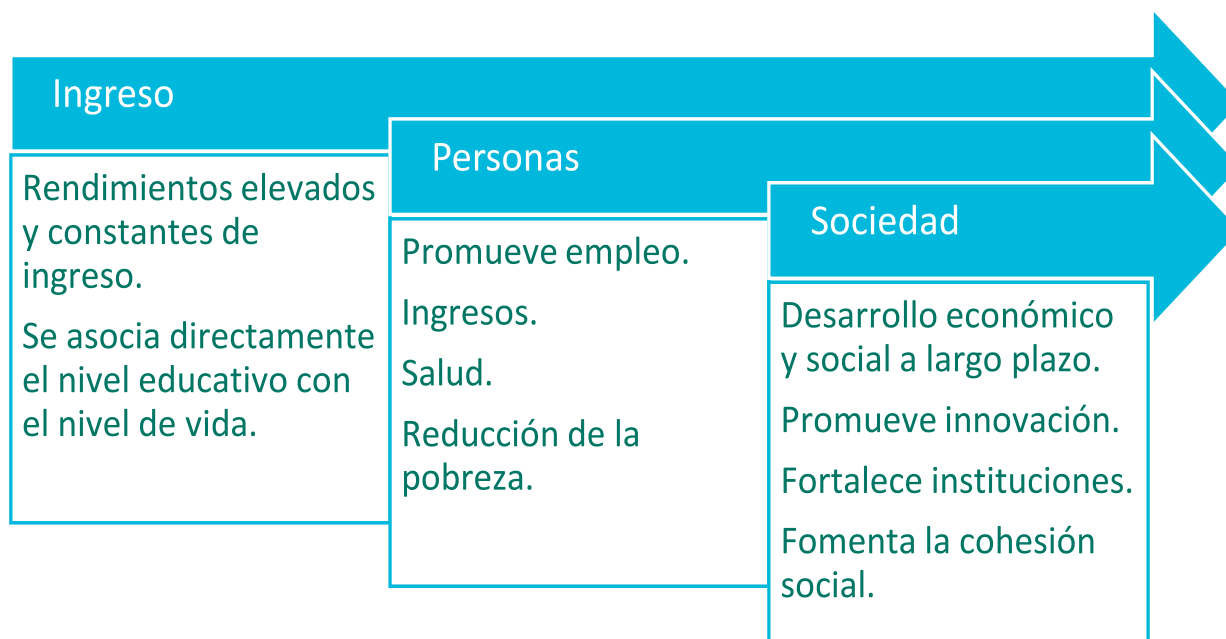 Ingreso
Rendimientos elevados
y constantes de
ingreso.
Se asocia directamente
el nivel educativo con
el nivel de vida.
Personas
Promueve empleo.
Ingresos.
Salud.
Reducción de la
pobreza.
Sociedad
Desarrollo económico
y social a largo plazo.
Promueve innovación.
Fortalece instituciones.
Fomenta la cohesión
social.